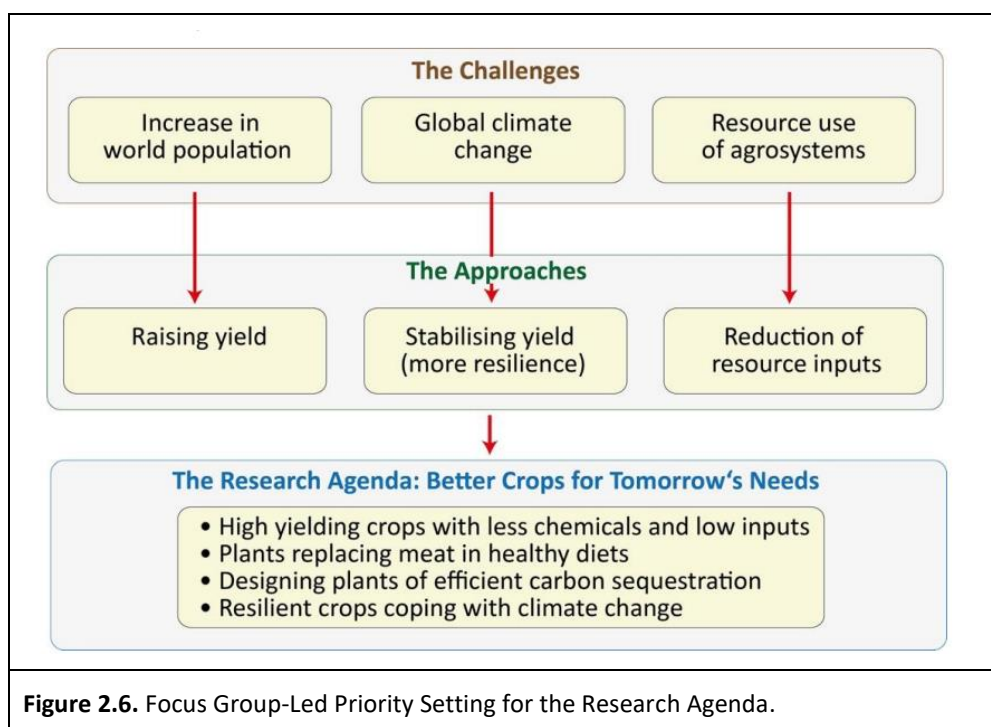 The Challenges
Increase in
world population
Global climate
change
Resource use
of agrosystems
The Approaches
Raising yield
Stabilising yield
(more resilience)
Reduction of
resource inputs
The Research Agenda: Better Crops for Tomorrow‘s Needs
• High yielding crops with less chemicals and low inputs
• Plants replacing meat in healthy diets
• Designing plants of efficient carbon sequestration
• Resilient crops coping with climate change
Figure 2.6. Focus Group-Led Priority Setting for the Research Agenda.